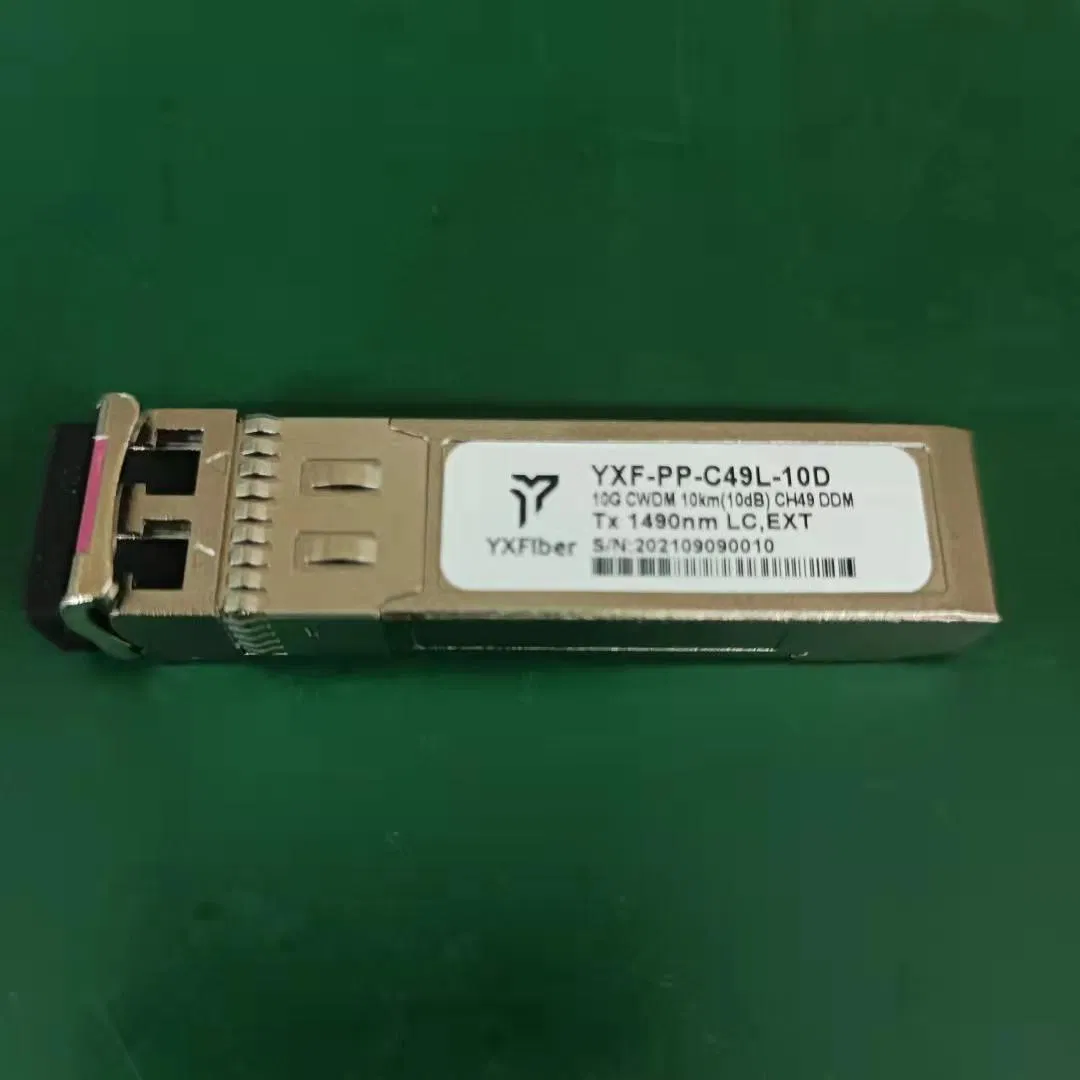 YXF-PP-C49L-10D
10G CWDM 10km(10dB) CH49 DDM
Tx 1490nm LC,EXT
YXFiber
S/N:202109090010